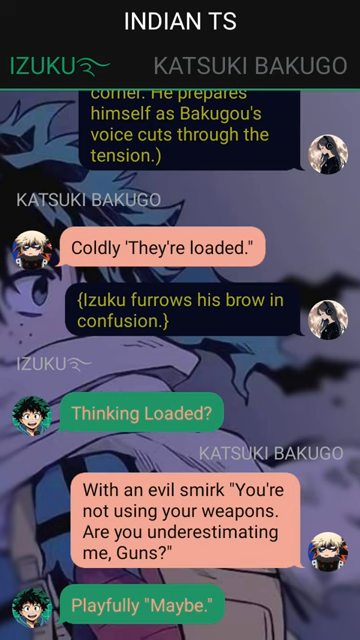 INDIAN TS
IZUKU࿐ KATSUKI BAKUGO
corner. He prepares
himself as Bakugou's
voice cuts through the
tension.)
KATSUKI BAKUGO
Coldly 'They're loaded."
{Izuku furrows his brow in
confusion.}
IZUKU࿐
Thinking Loaded?
KATSUKI BAKUGO
With an evil smirk "You're
not using your weapons.
Are you underestimating
me, Guns?"
Playfully "Maybe."